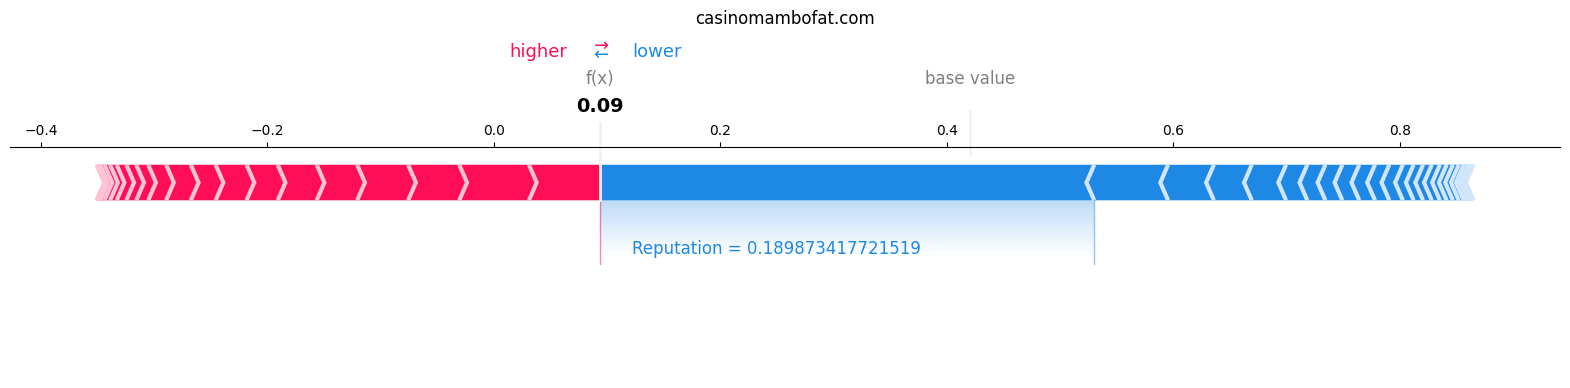 casinomambofat.com
higher ⇄ lower
f(x) base value
0.09
−0.4 −0.2 0.0 0.2 0.4 0.6 0.8
Reputation = 0.189873417721519